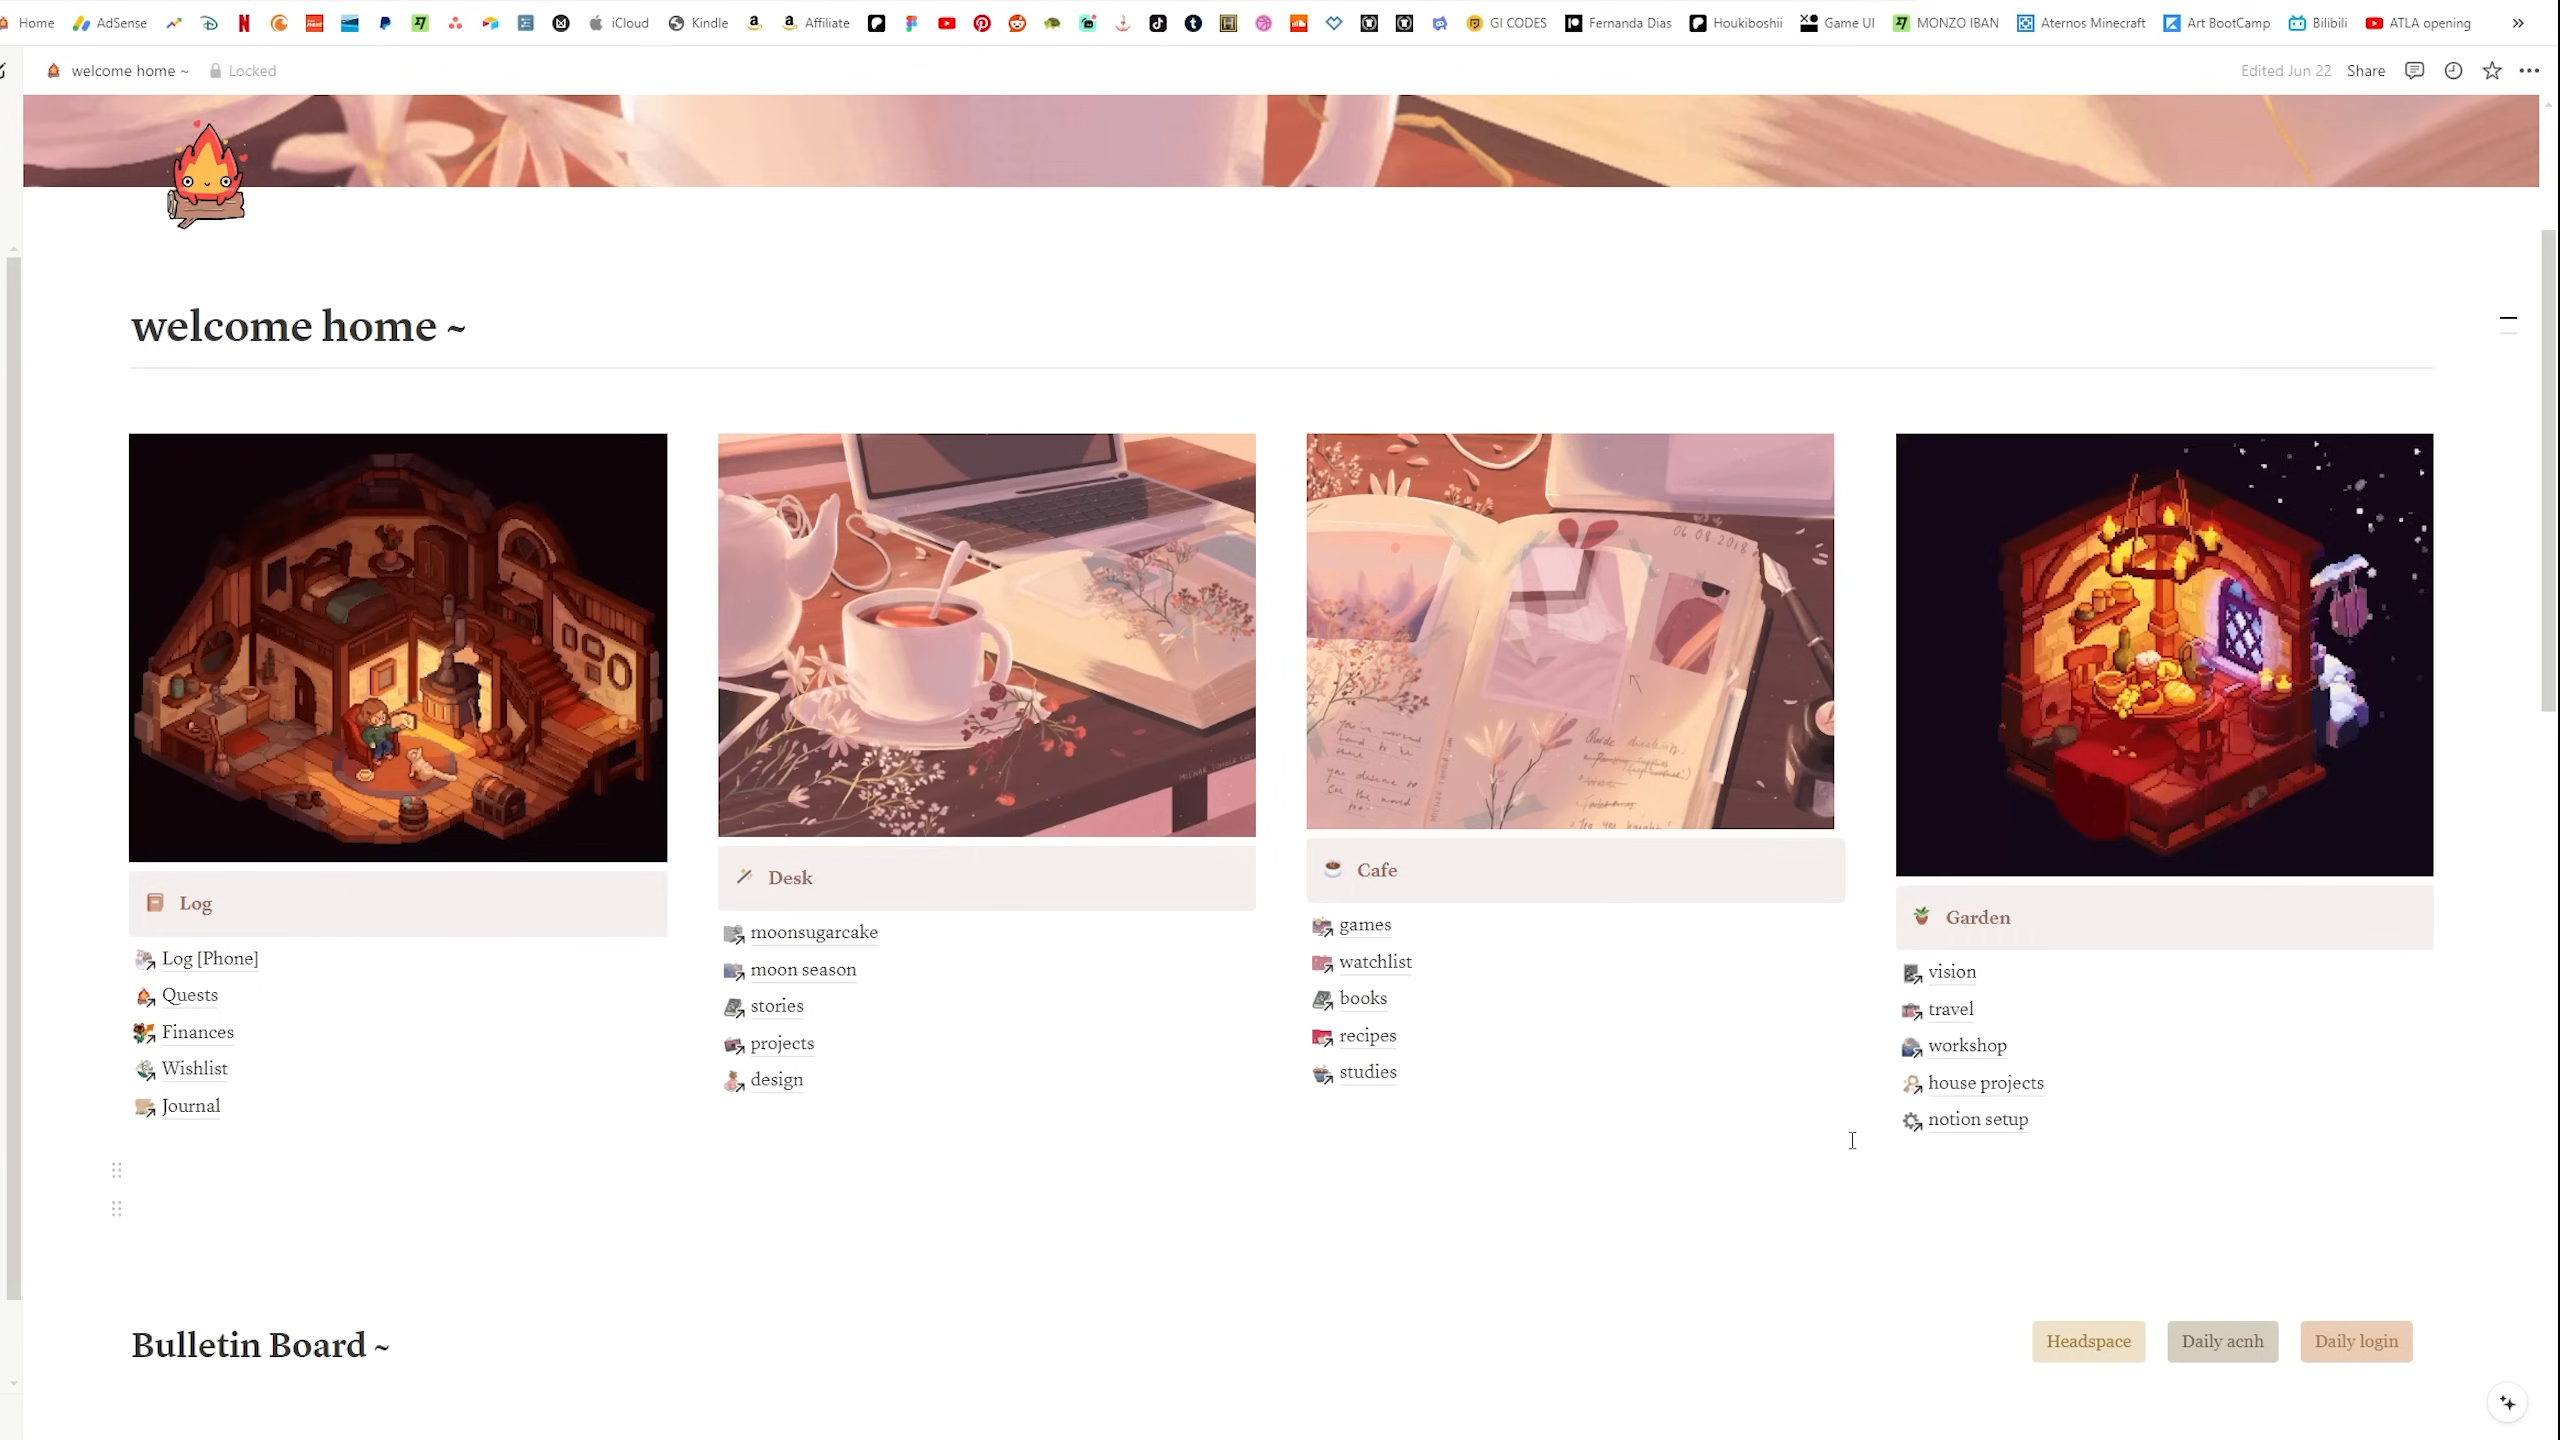 Home AdSense iCloud Kindle Affiliate GI CODES Fernanda Dias Houkiboshii Game UI MONZO IBAN Aternos Minecraft Art BootCamp Bilibili ATLA opening
welcome home ~ Locked Edited Jun 22 Share
welcome home ~
06 08.2018
Log
Log [Phone]
Quests
Finances
Wishlist
Journal
Desk
moonsugarcake
moon season
stories
projects
design
Cafe
games
watchlist
books
recipes
studies
Garden
vision
travel
workshop
house projects
notion setup
Bulletin Board ~
Headspace Daily acnh Daily login